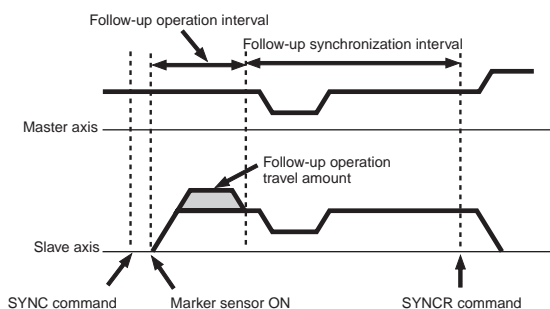 Follow-up operation interval
Follow-up synchronization interval
Master axis
Follow-up operation
travel amount
Slave axis
SYNC command
Marker sensor ON
SYNCR command